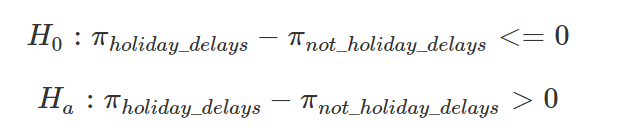 H₀ : π_holiday_delays − π_not_holiday_delays <= 0
Hₐ : π_holiday_delays − π_not_holiday_delays > 0